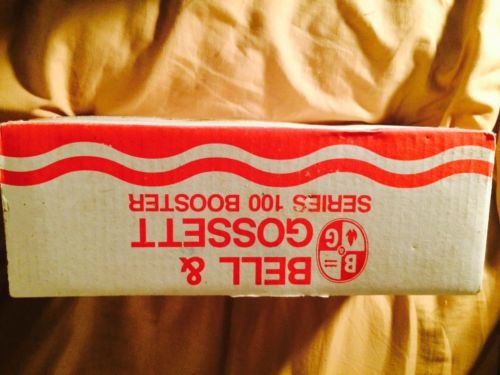 BELL &
GOSSETT
SERIES 100 BOOSTER
B
&
G